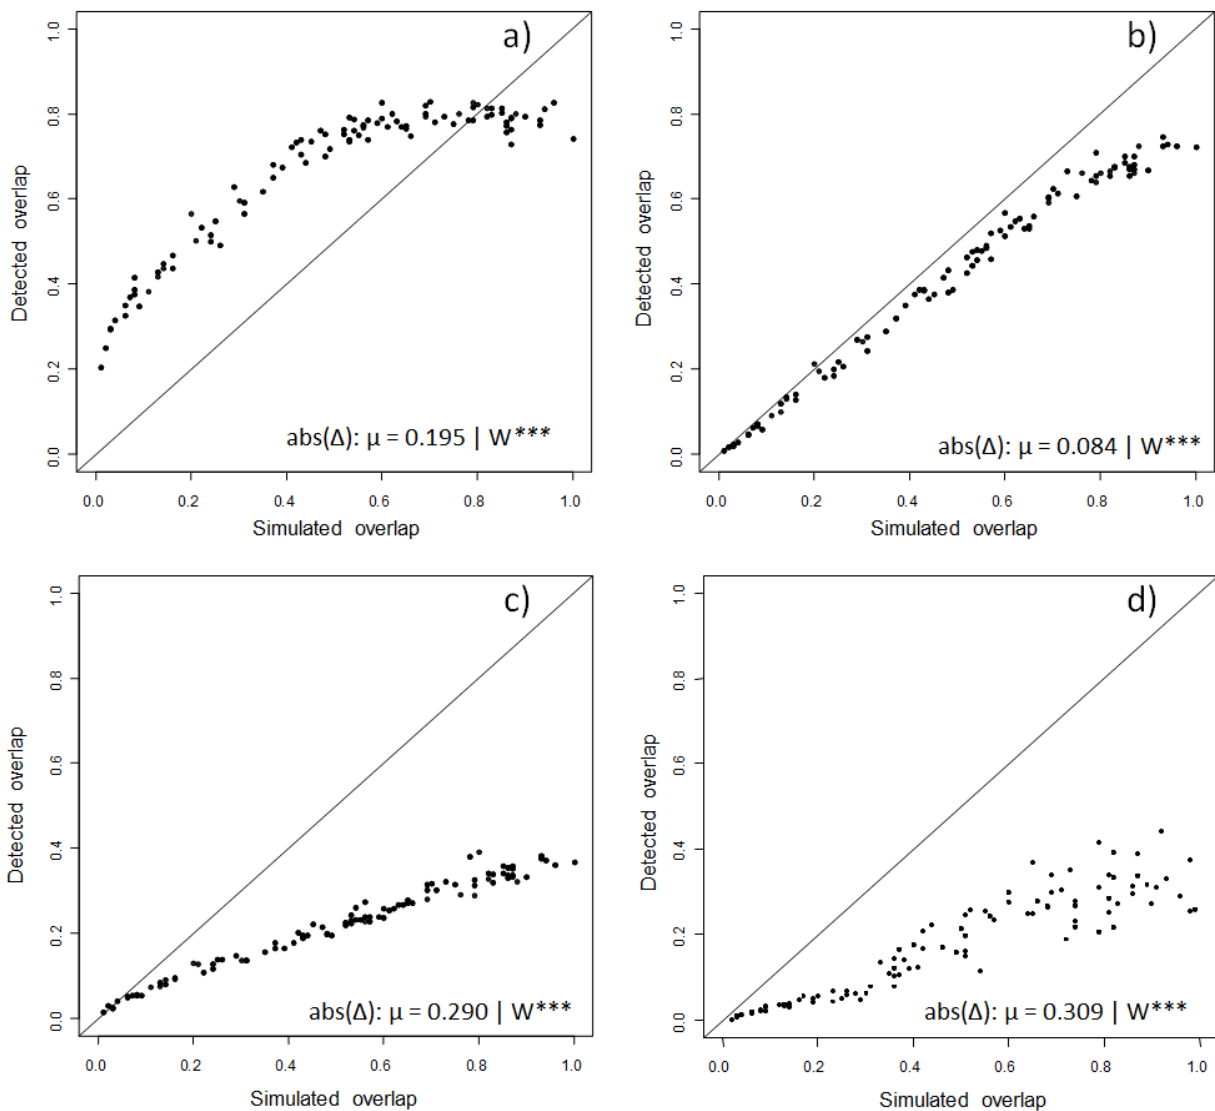 a)
1.0
0.8
0.6
0.4
0.2
0.0
Detected overlap
abs(Δ): μ = 0.195 | W***
0.0 0.2 0.4 0.6 0.8 1.0
Simulated overlap
b)
1.0
0.8
0.6
0.4
0.2
0.0
Detected overlap
abs(Δ): μ = 0.084 | W***
0.0 0.2 0.4 0.6 0.8 1.0
Simulated overlap
c)
1.0
0.8
0.6
0.4
0.2
0.0
Detected overlap
abs(Δ): μ = 0.290 | W***
0.0 0.2 0.4 0.6 0.8 1.0
Simulated overlap
d)
1.0
0.8
0.6
0.4
0.2
0.0
Detected overlap
abs(Δ): μ = 0.309 | W***
0.0 0.2 0.4 0.6 0.8 1.0
Simulated overlap